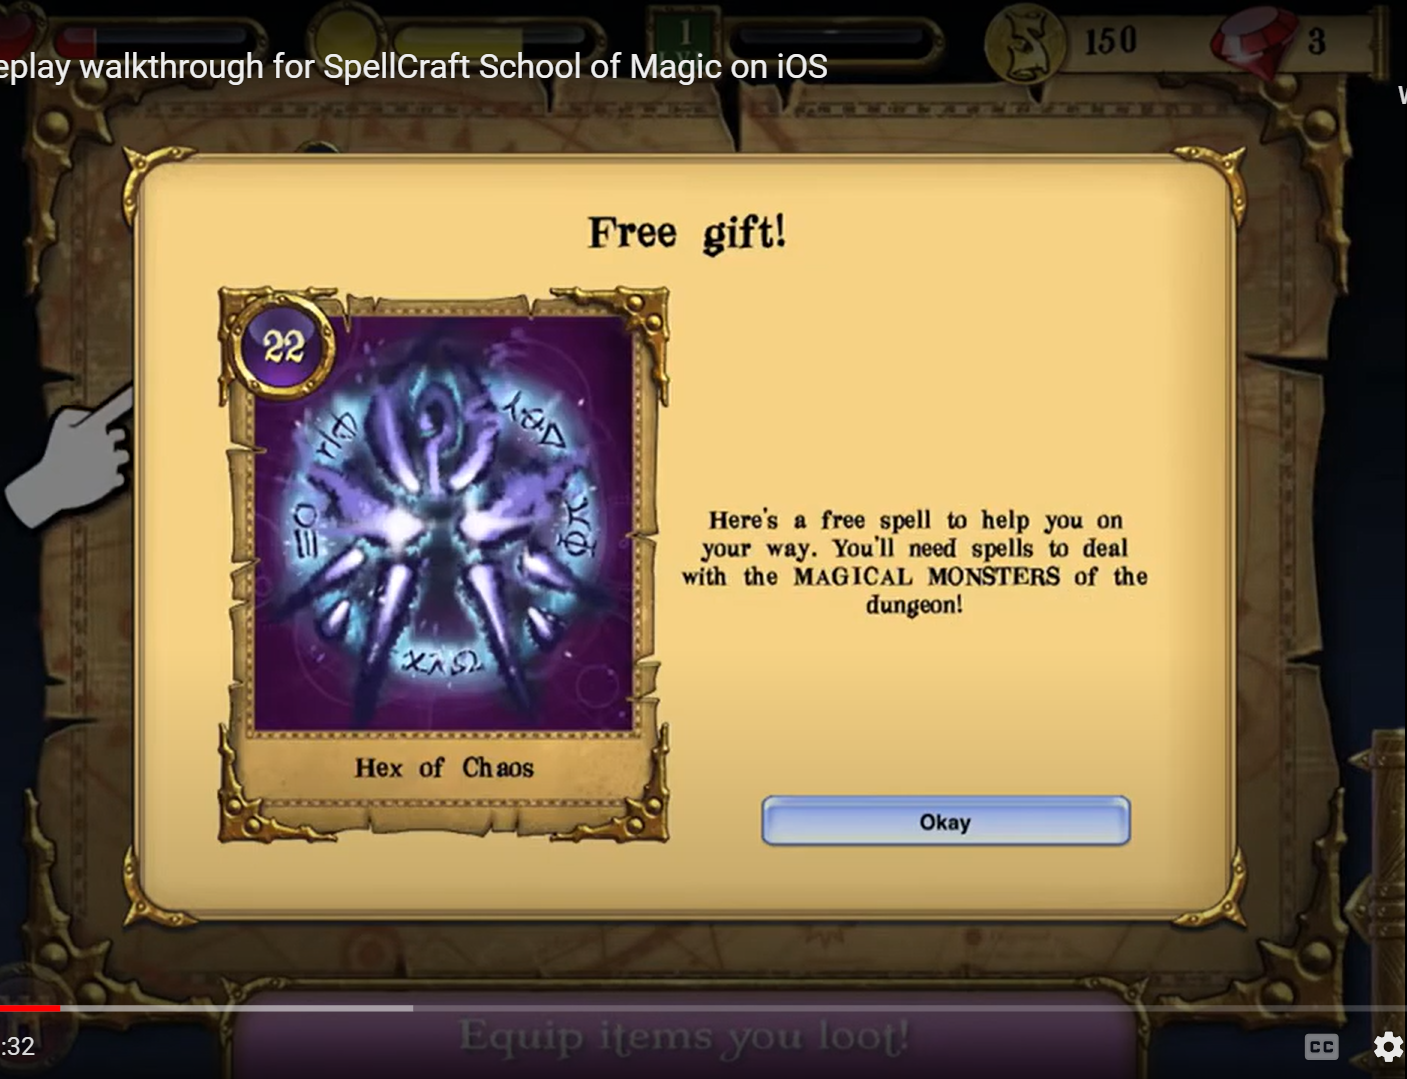 1
150
3
eplay walkthrough for SpellCraft School of Magic on iOS
Free gift!
22
Here's a free spell to help you on
your way. You'll need spells to deal
with the MAGICAL MONSTERS of the
dungeon!
Hex of Chaos
Okay
Equip items you loot!
:32
CC